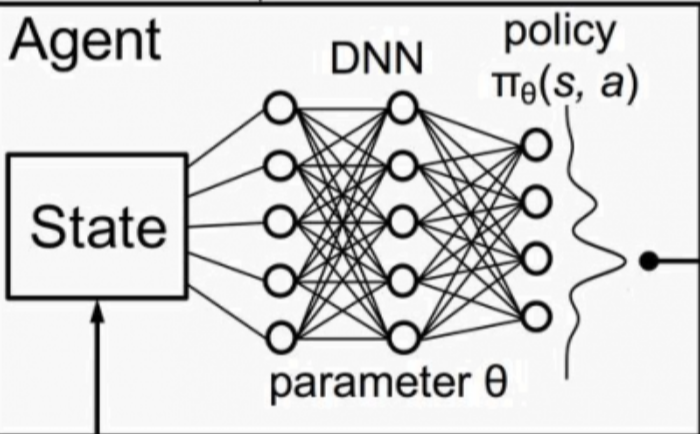 Agent
DNN
policy
πθ(s, a)
State
parameter θ